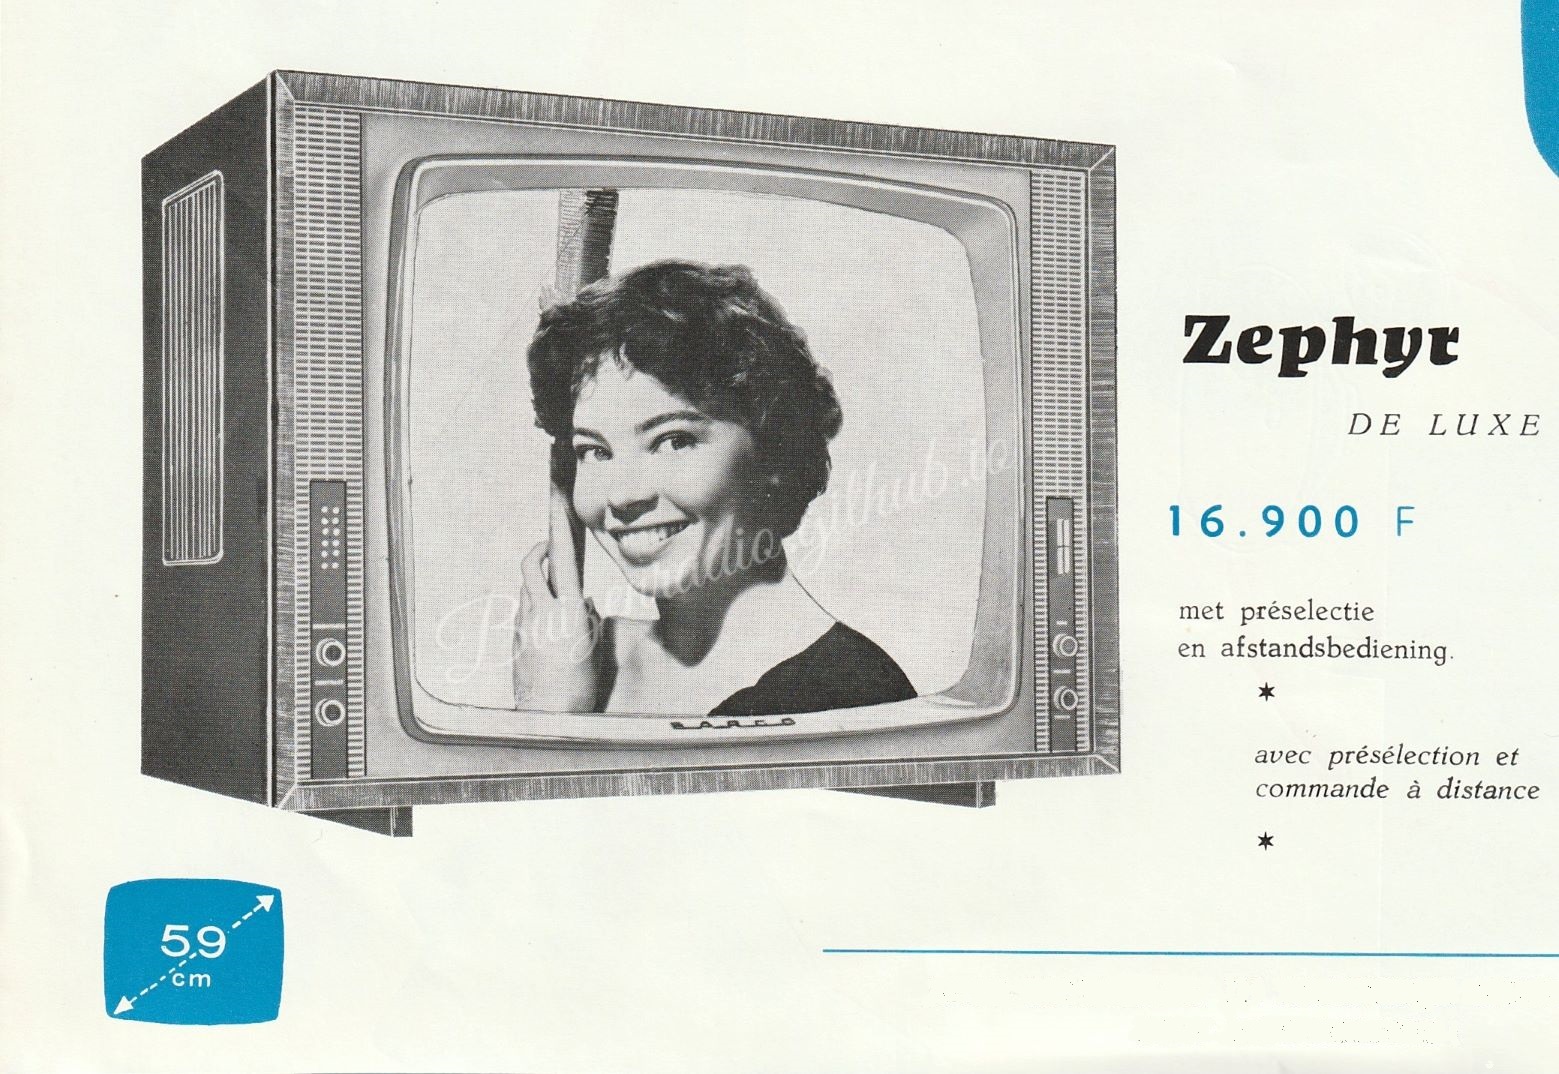 Zephyr
DE LUXE
16.900 F
met préselectie
en afstandsbediening.
avec présélection et
commande à distance
BARCO
59
cm